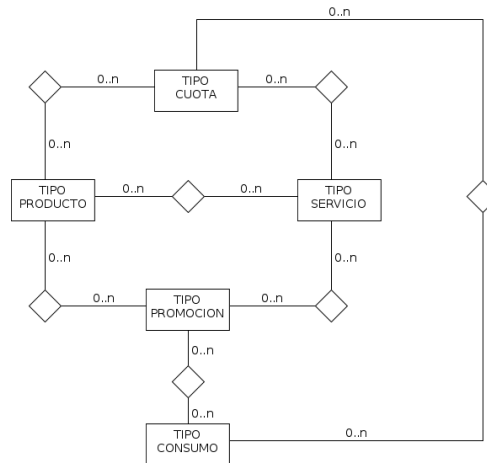 0..n
0..n
TIPO
CUOTA
0..n
0..n
0..n
TIPO
PRODUCTO
0..n
0..n
TIPO
SERVICIO
0..n
0..n
0..n
TIPO
PROMOCION
0..n
0..n
0..n
TIPO
CONSUMO
0..n